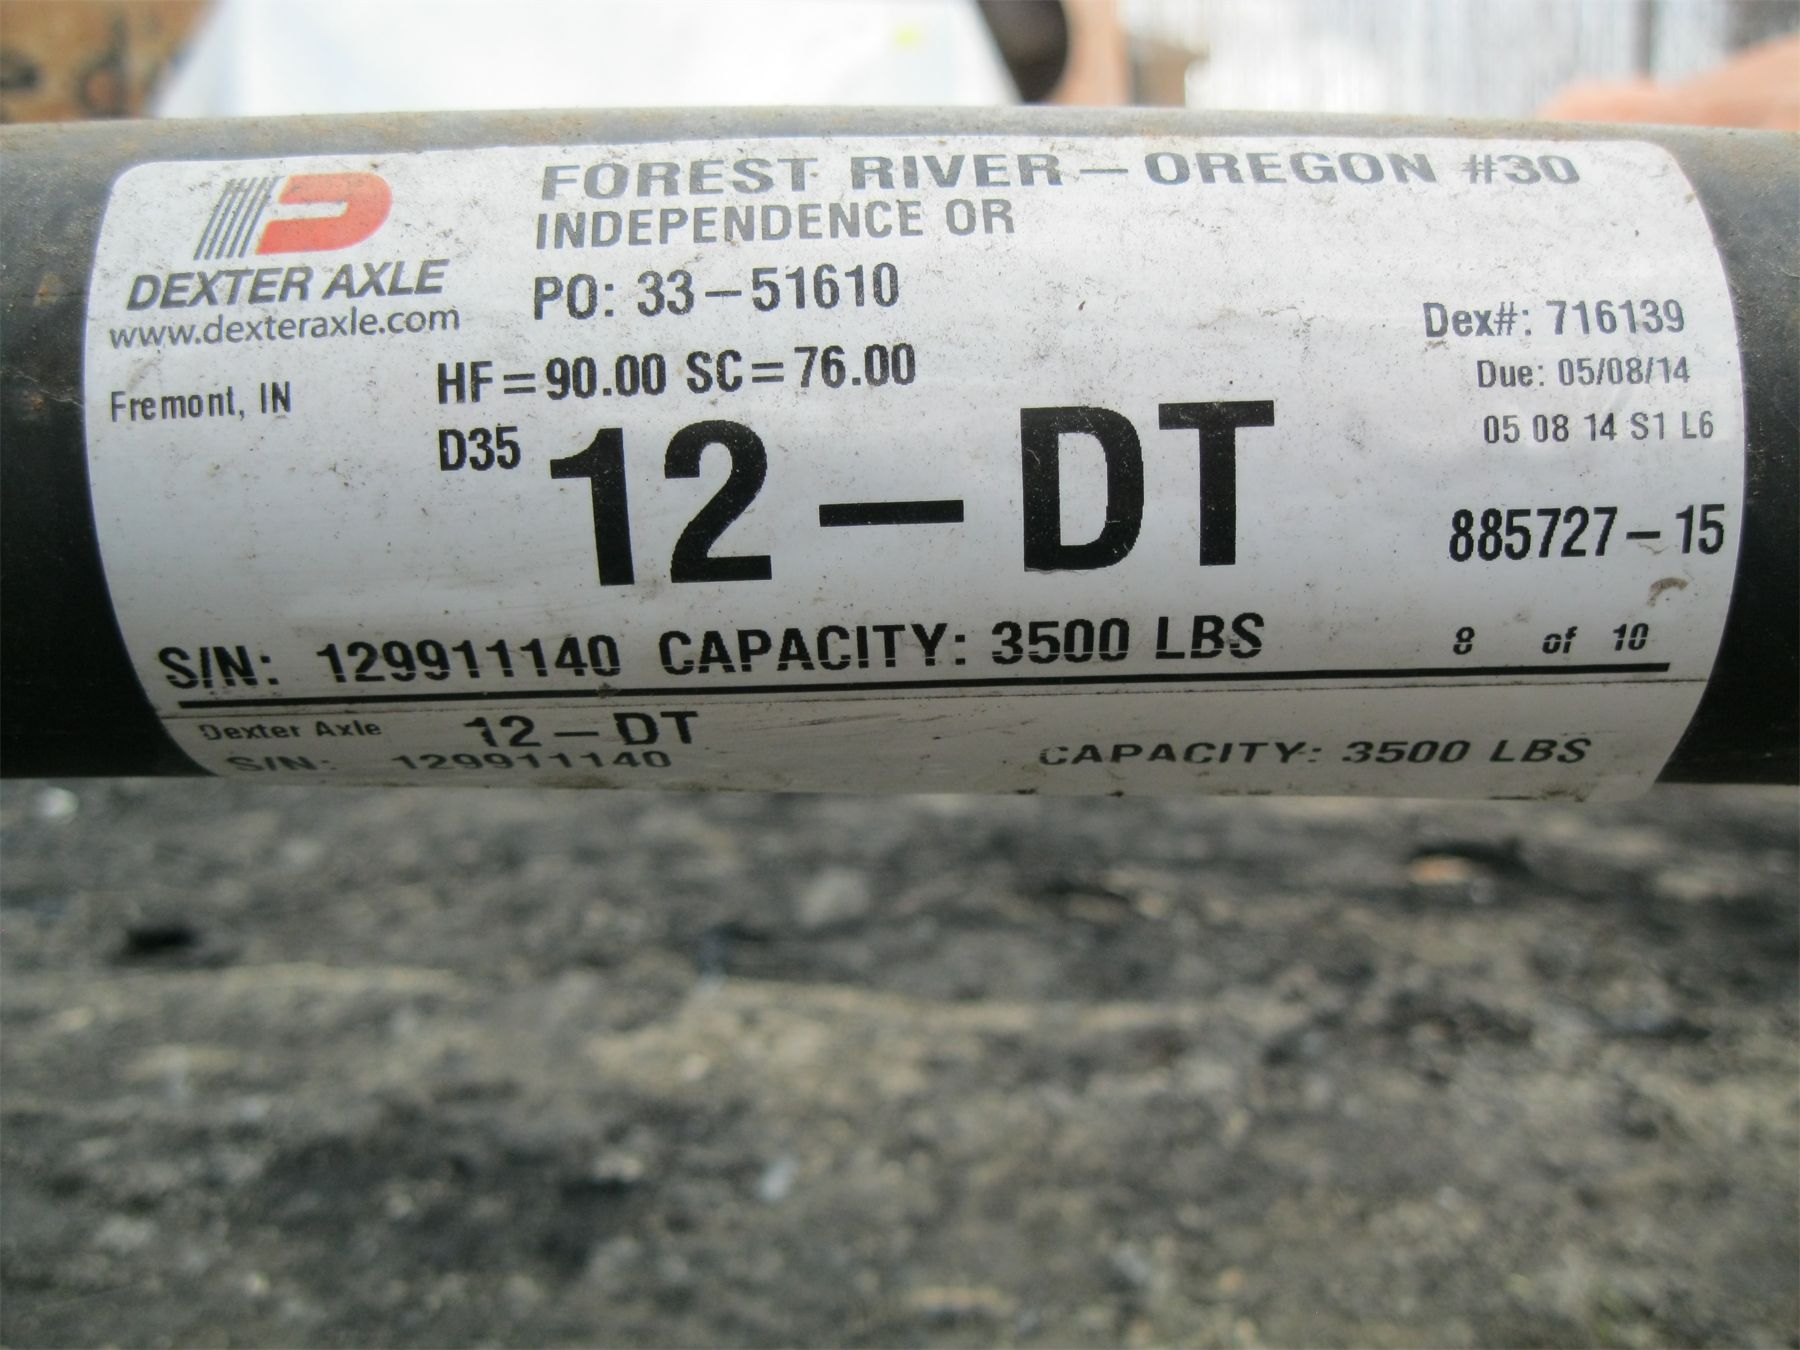 FOREST RIVER – OREGON #30
INDEPENDENCE OR
DEXTER AXLE
www.dexteraxle.com
PO: 33–51610
Dex#: 716139
Due: 05/08/14
Fremont, IN
HF=90.00 SC=76.00
05 08 14 S1 L6
D35
12 – DT
885727–15
S/N: 129911140 CAPACITY: 3500 LBS
8 of 10
Dexter Axle 12 – DT
S/N: 129911140 CAPACITY: 3500 LBS